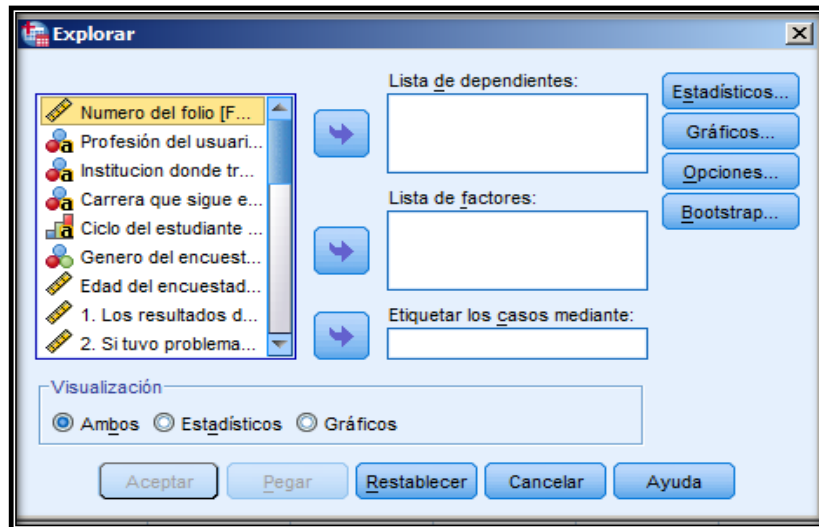 Explorar
Numero del folio [F...
Profesión del usuari...
Institucion donde tr...
Carrera que sigue e...
Ciclo del estudiante ...
Genero del encuest...
Edad del encuestad...
1. Los resultados d...
2. Si tuvo problema...
Lista de dependientes:
Lista de factores:
Etiquetar los casos mediante:
Estadísticos...
Gráficos...
Opciones...
Bootstrap...
Visualización
Ambos Estadísticos Gráficos
Aceptar Pegar Restablecer Cancelar Ayuda